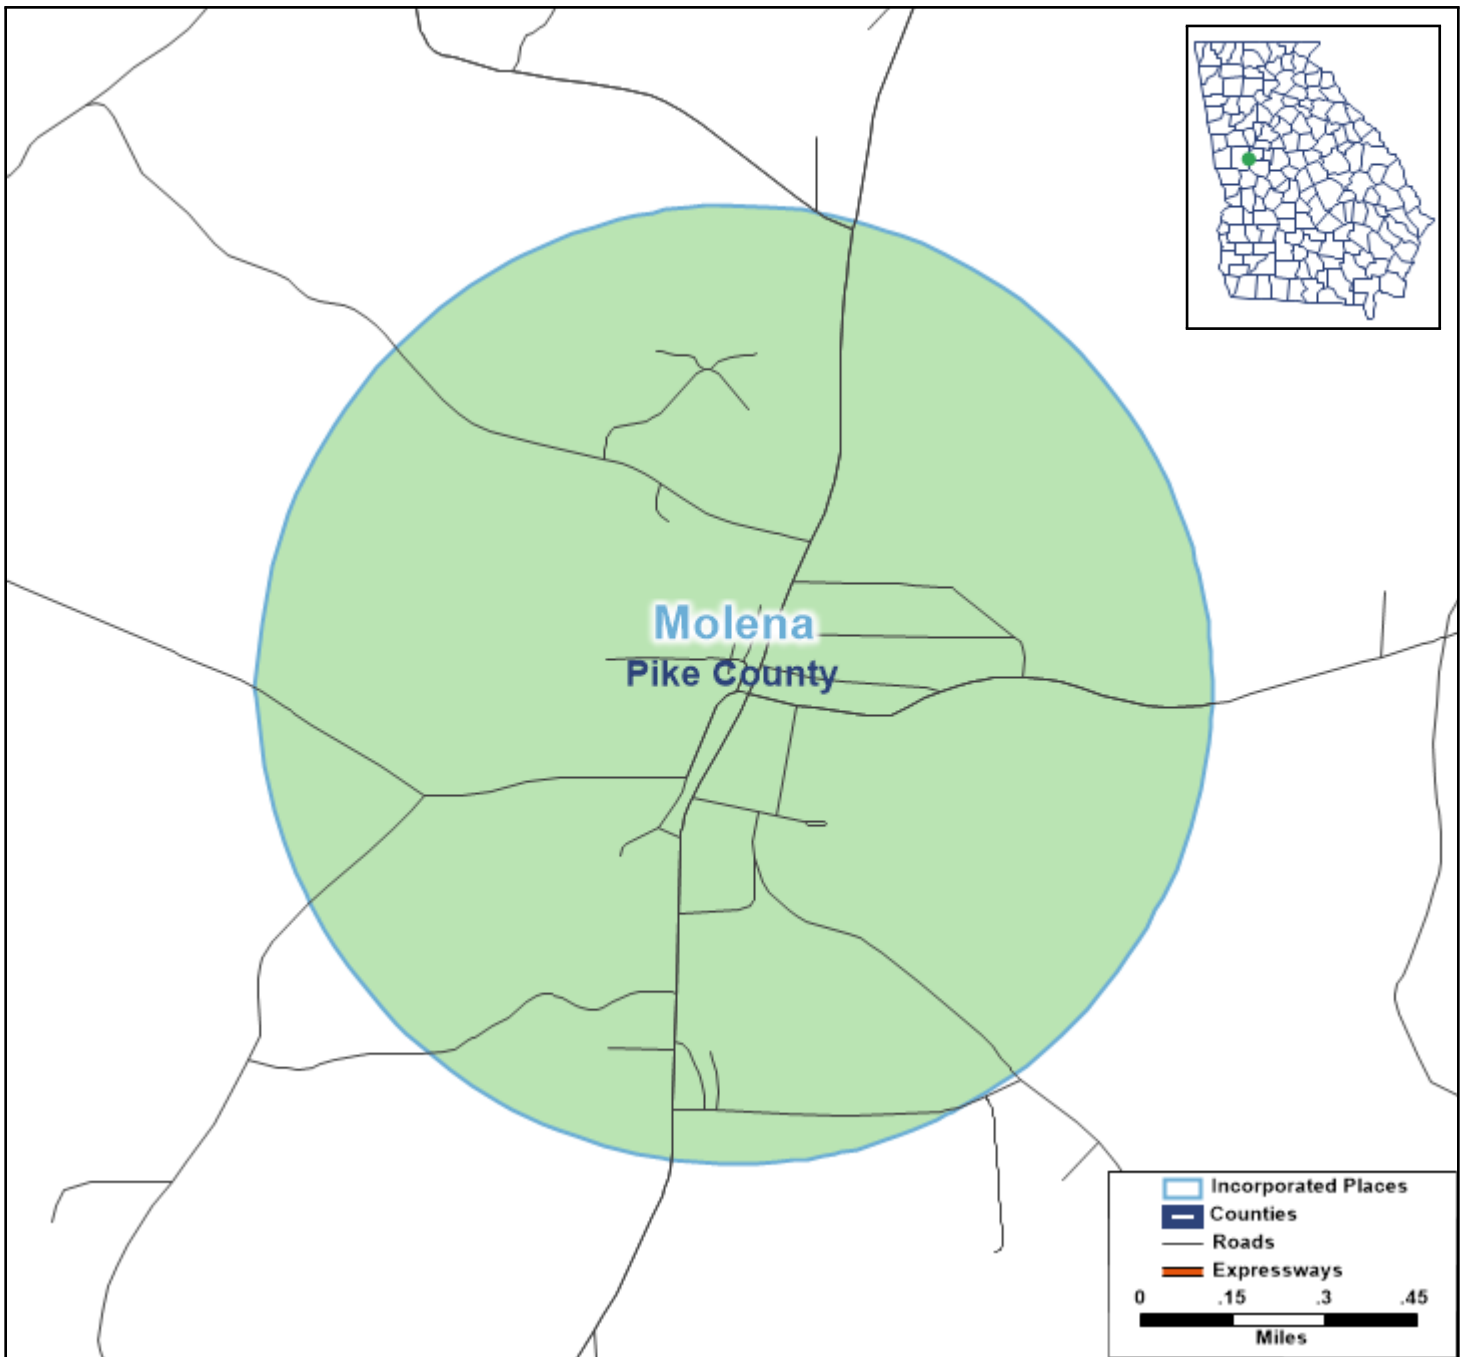 Molena
Pike County
Incorporated Places
Counties
Roads
Expressways
0 .15 .3 .45
Miles